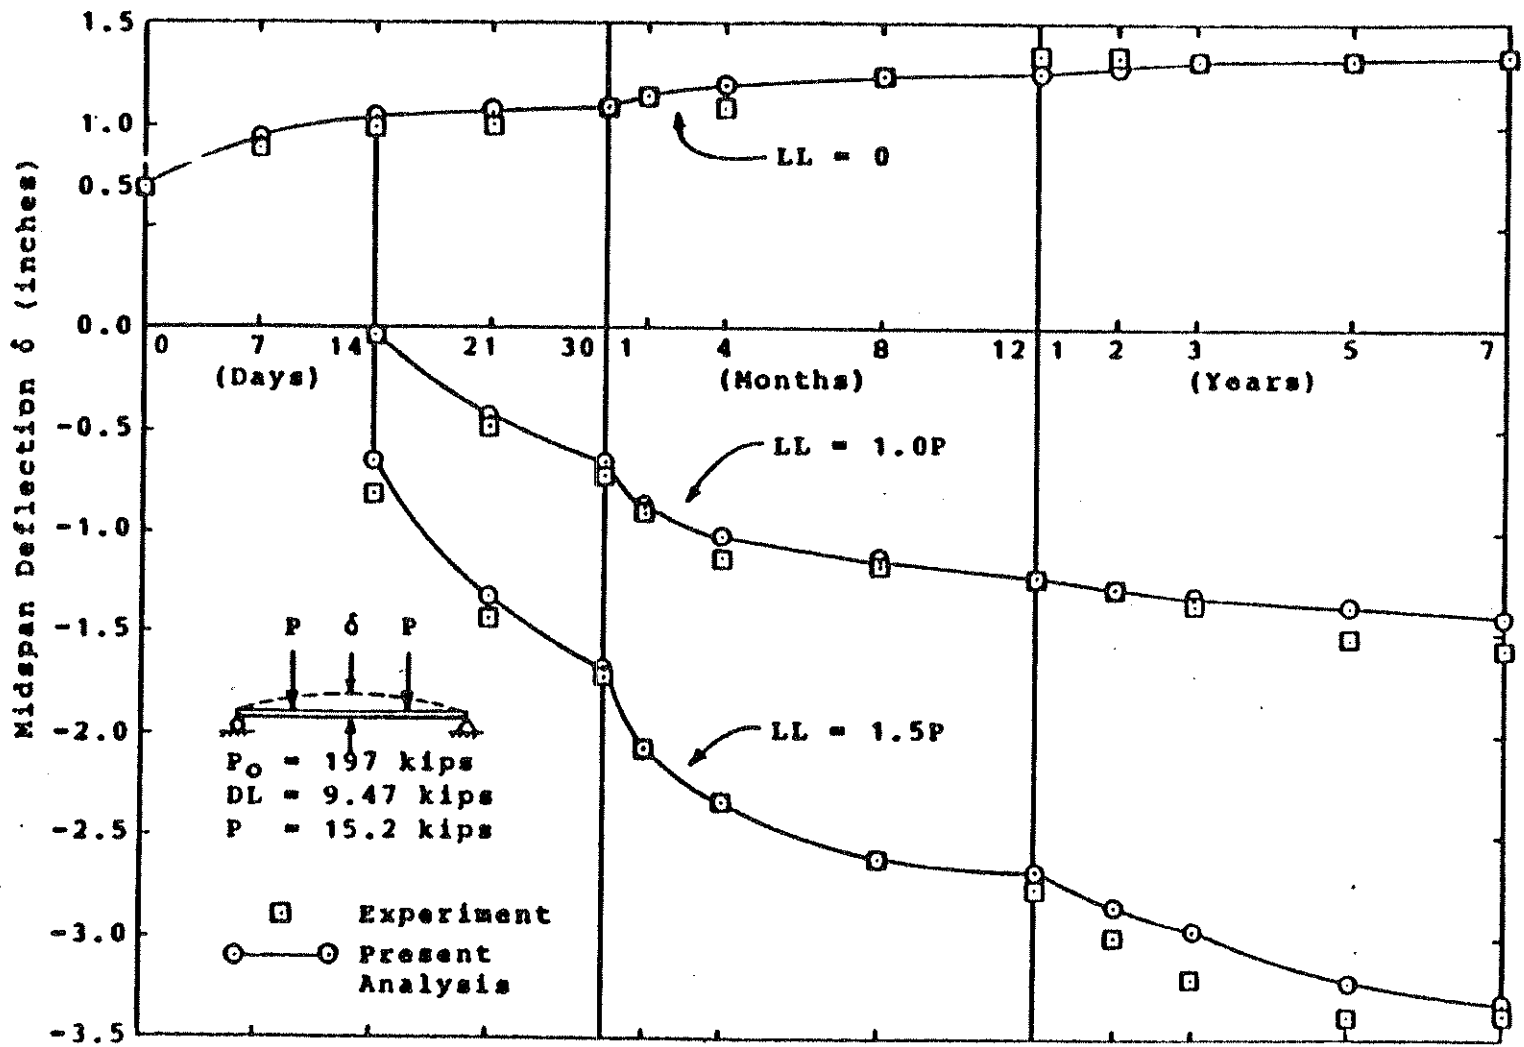 1.5
1.0
0.5
0.0
-0.5
-1.0
-1.5
-2.0
-2.5
-3.0
-3.5
Midspan Deflection δ (inches)
LL = 0
0 7 14 21 30 1 4 8 12 1 2 3 5 7
(Days) (Months) (Years)
LL = 1.0P
LL = 1.5P
P δ P
Po = 197 kips
DL = 9.47 kips
P = 15.2 kips
Experiment
Present
Analysis